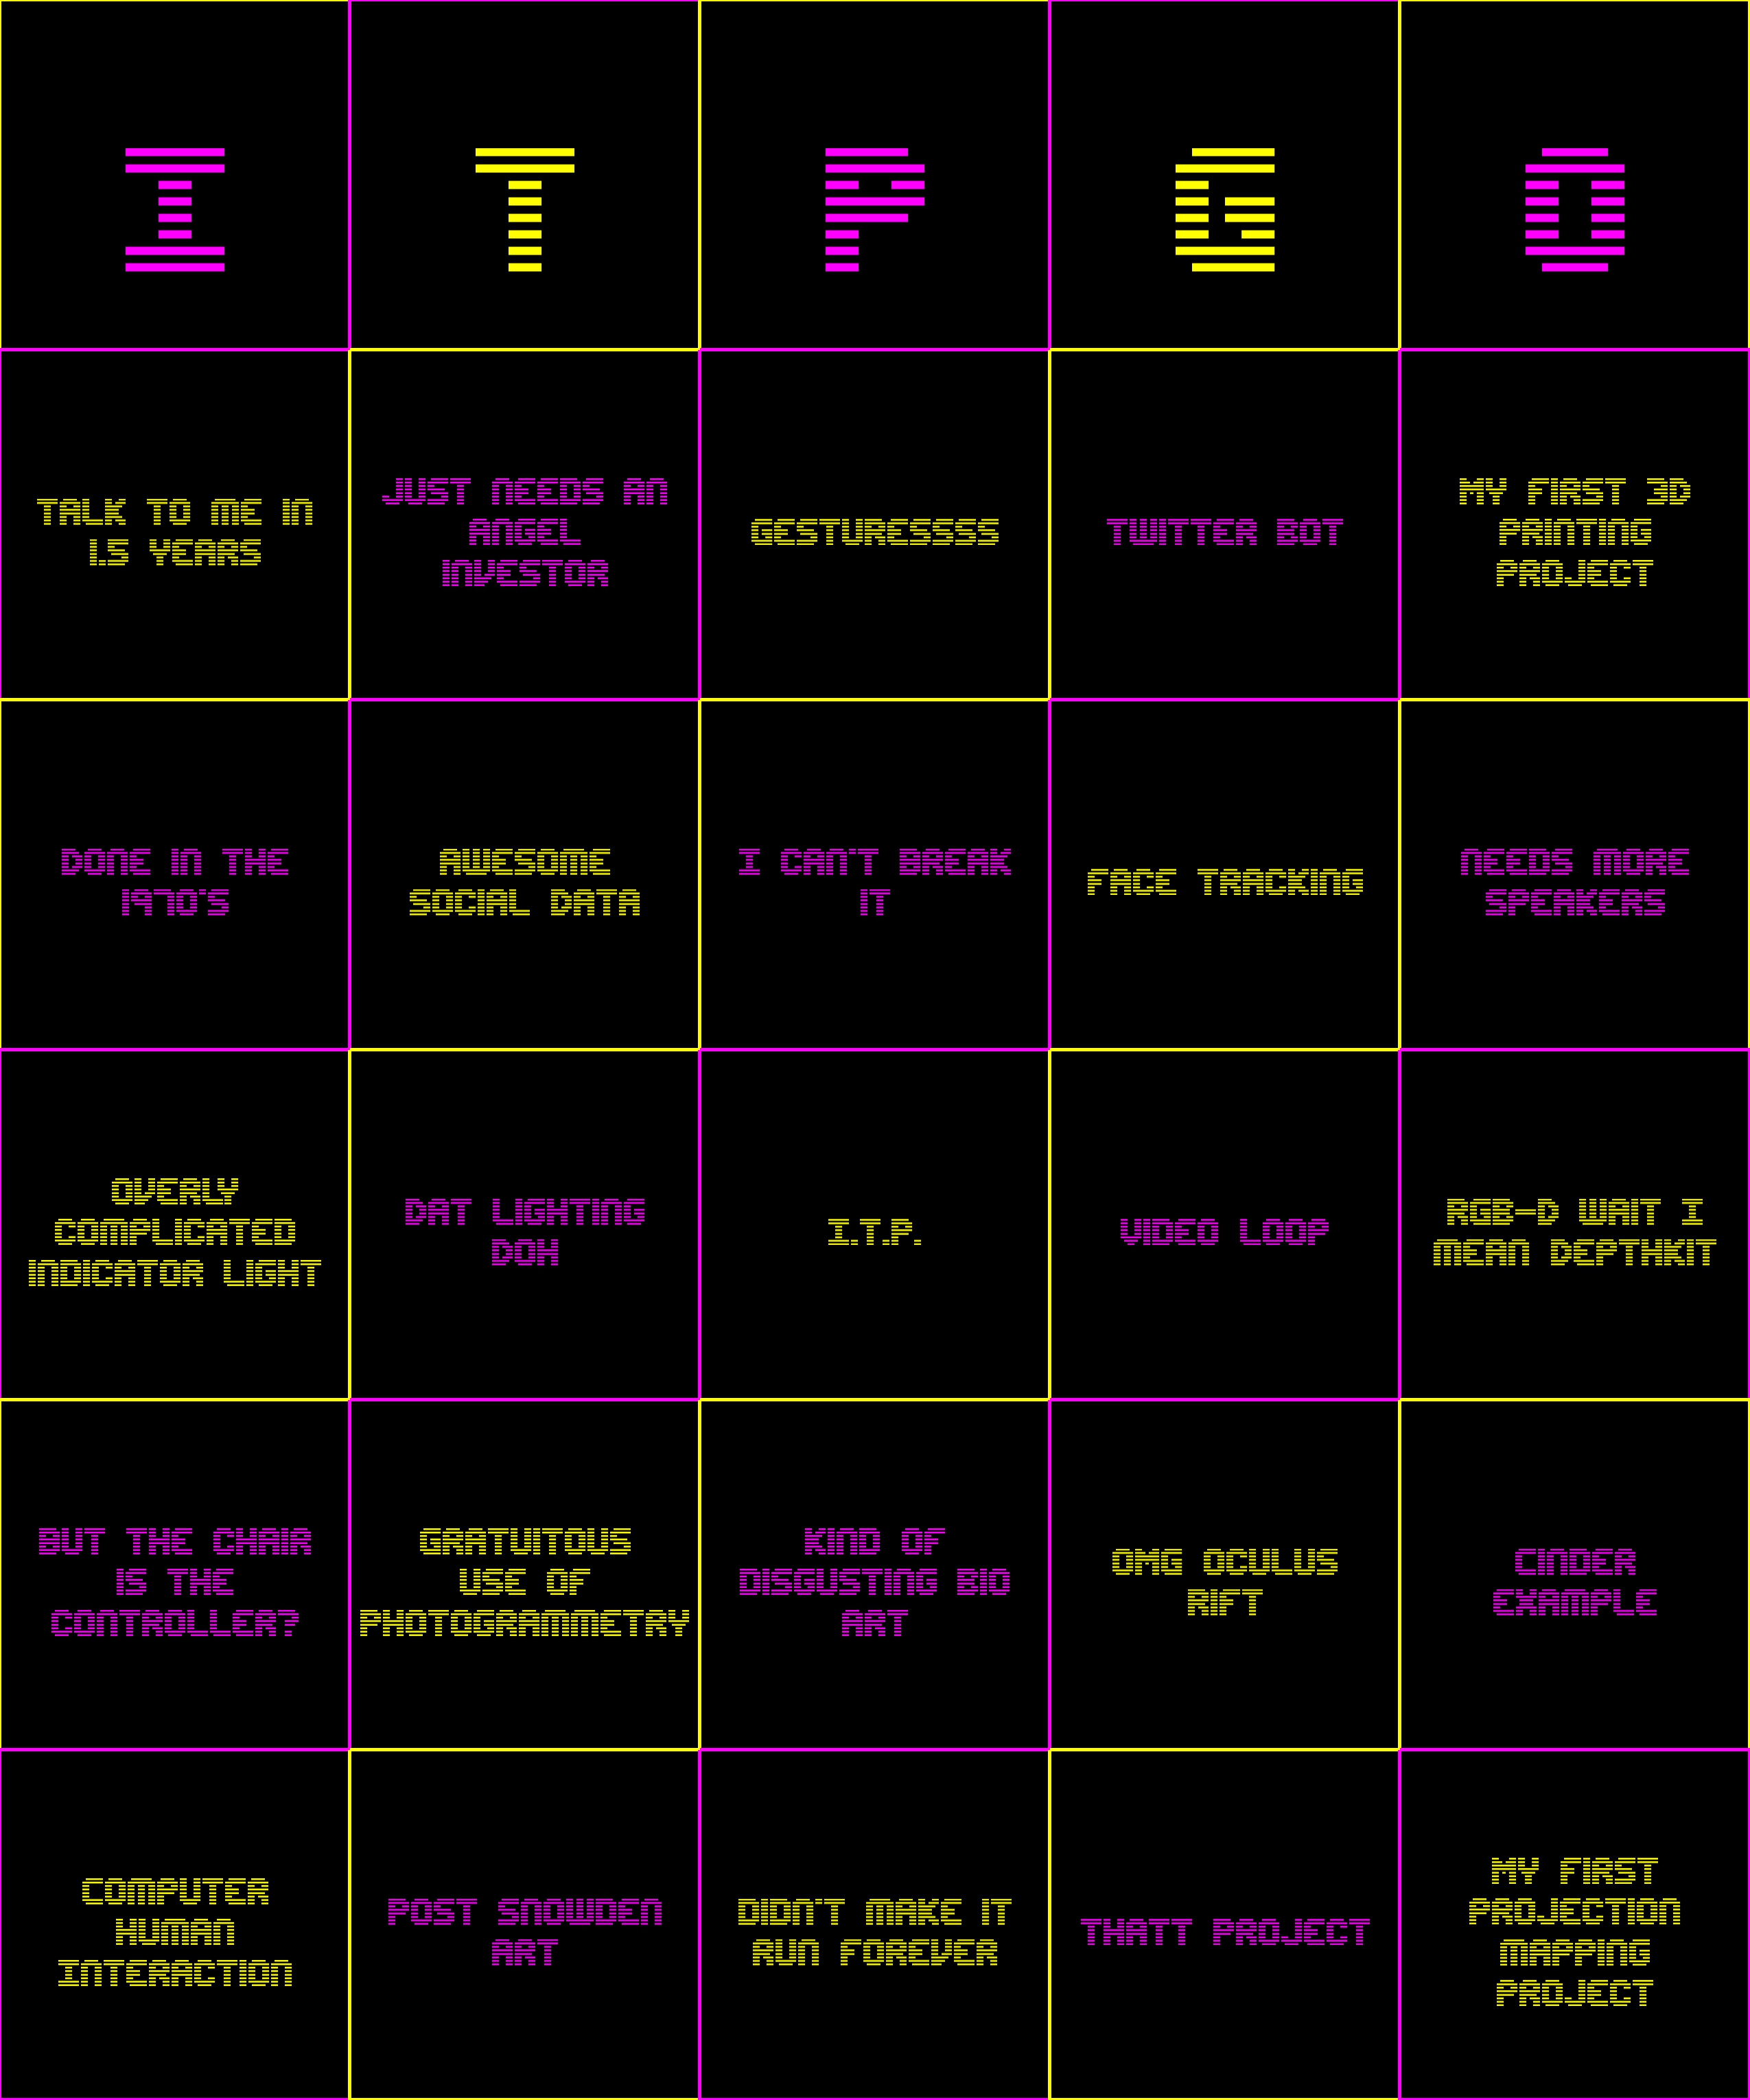 I T P G O
TALK TO ME IN
15 YEARS
JUST NEEDS AN
ANGEL
INVESTOR
GESTURESSSS
TWITTER BOT
MY FIRST 3D
PRINTING
PROJECT
DONE IN THE
1970'S
AWESOME
SOCIAL DATA
I CAN'T BREAK
IT
FACE TRACKING
NEEDS MORE
SPEAKERS
OVERLY
COMPLICATED
INDICATOR LIGHT
DAT LIGHTING
DOH
I.T.P.
VIDEO LOOP
RGB-D WAIT I
MEAN DEPTHKIT
BUT THE CHAIR
IS THE
CONTROLLER?
GRATUITOUS
USE OF
PHOTOGRAMMETRY
KIND OF
DISGUSTING BIO
ART
OMG OCULUS
RIFT
CINDER
EXAMPLE
COMPUTER
HUMAN
INTERACTION
POST SNOWDEN
ART
DIDN'T MAKE IT
RUN FOREVER
THATT PROJECT
MY FIRST
PROJECTION
MAPPING
PROJECT